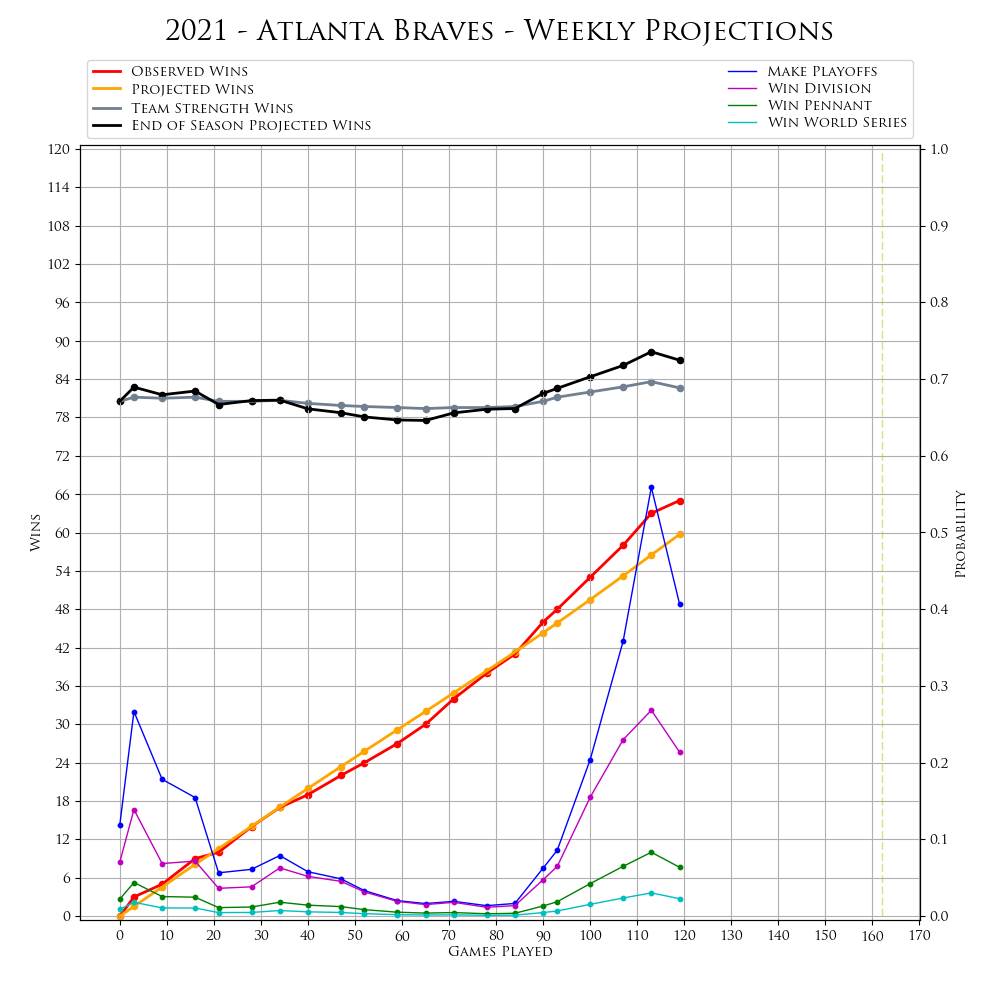 2021 - Atlanta Braves - Weekly Projections
Observed Wins
Projected Wins
Team Strength Wins
End of Season Projected Wins
Make Playoffs
Win Division
Win Pennant
Win World Series
120
114
108
102
96
90
84
78
72
66
60
54
48
42
36
30
24
18
12
6
0
Wins
1.0
0.9
0.8
0.7
0.6
0.5
0.4
0.3
0.2
0.1
0.0
Probability
0 10 20 30 40 50 60 70 80 90 100 110 120 130 140 150 160 170
Games Played